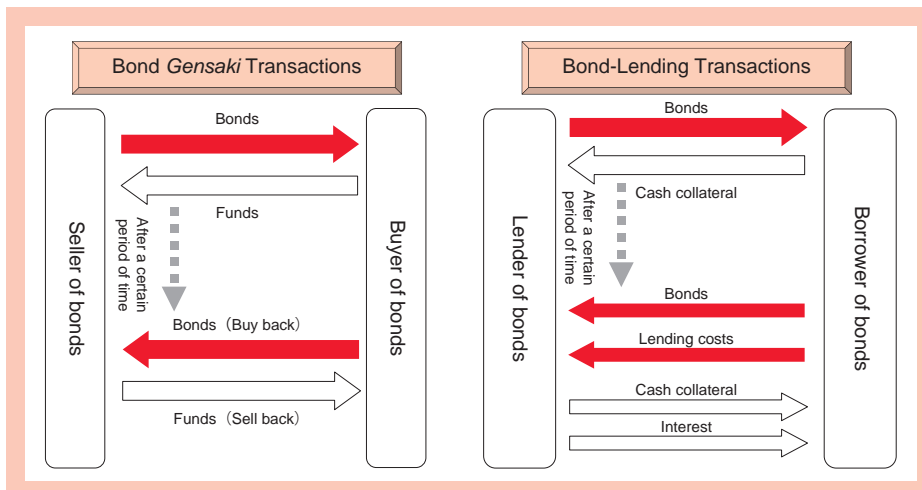 Bond Gensaki Transactions
Seller of bonds
Bonds
Funds
After a certain
period of time
Bonds（Buy back）
Funds（Sell back）
Buyer of bonds
Bond-Lending Transactions
Lender of bonds
Bonds
Cash collateral
After a certain
period of time
Bonds
Lending costs
Cash collateral
Interest
Borrower of bonds